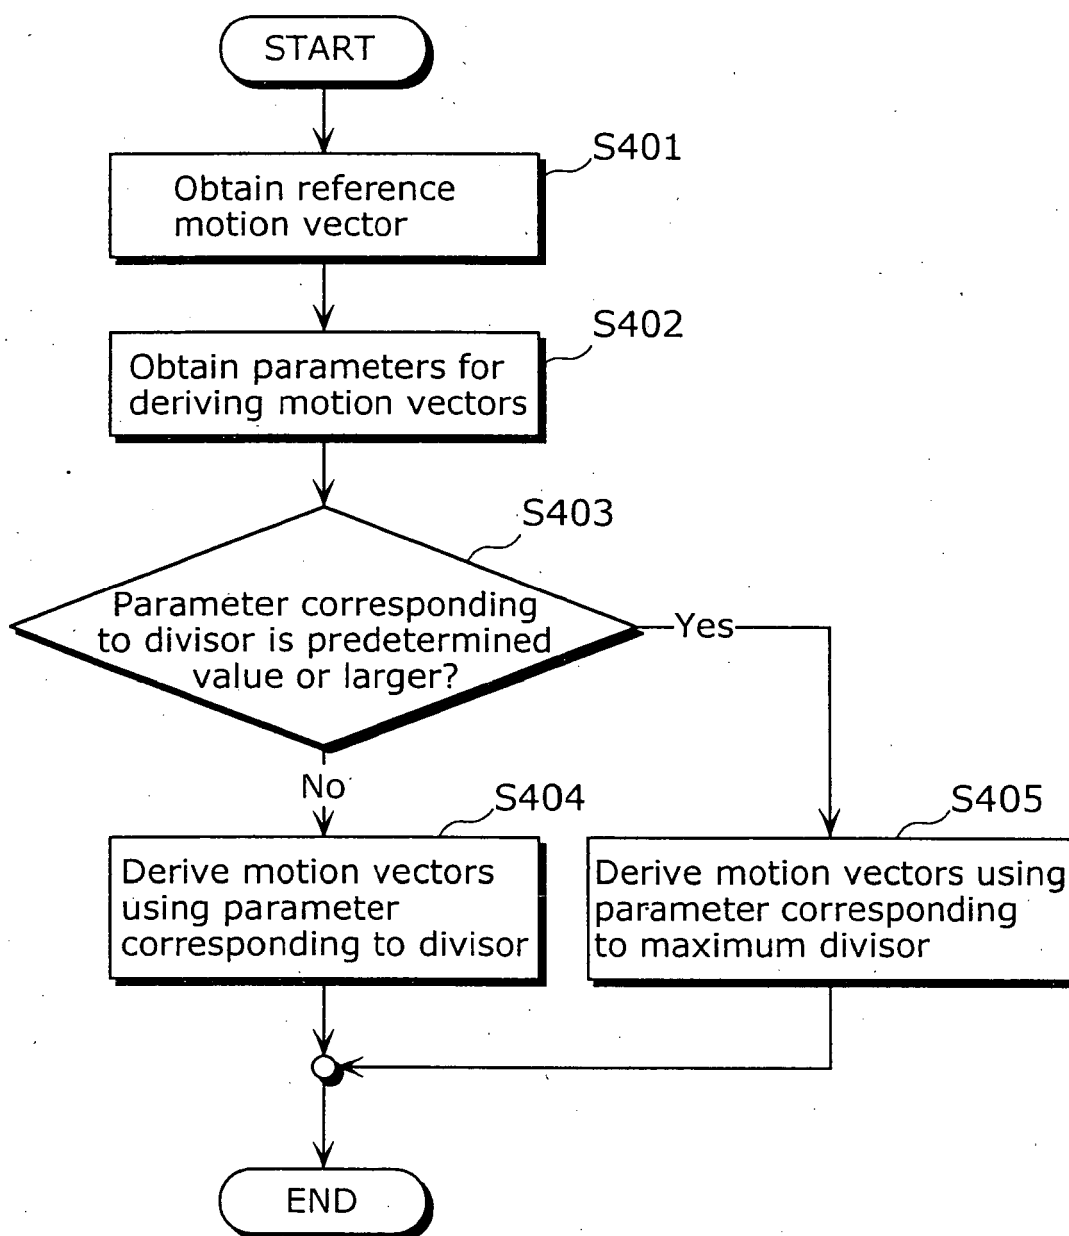 START
S401
Obtain reference
motion vector
S402
Obtain parameters for
deriving motion vectors
S403
Parameter corresponding
to divisor is predetermined
value or larger?
Yes
No
S404
Derive motion vectors
using parameter
corresponding to divisor
S405
Derive motion vectors using
parameter corresponding
to maximum divisor
END